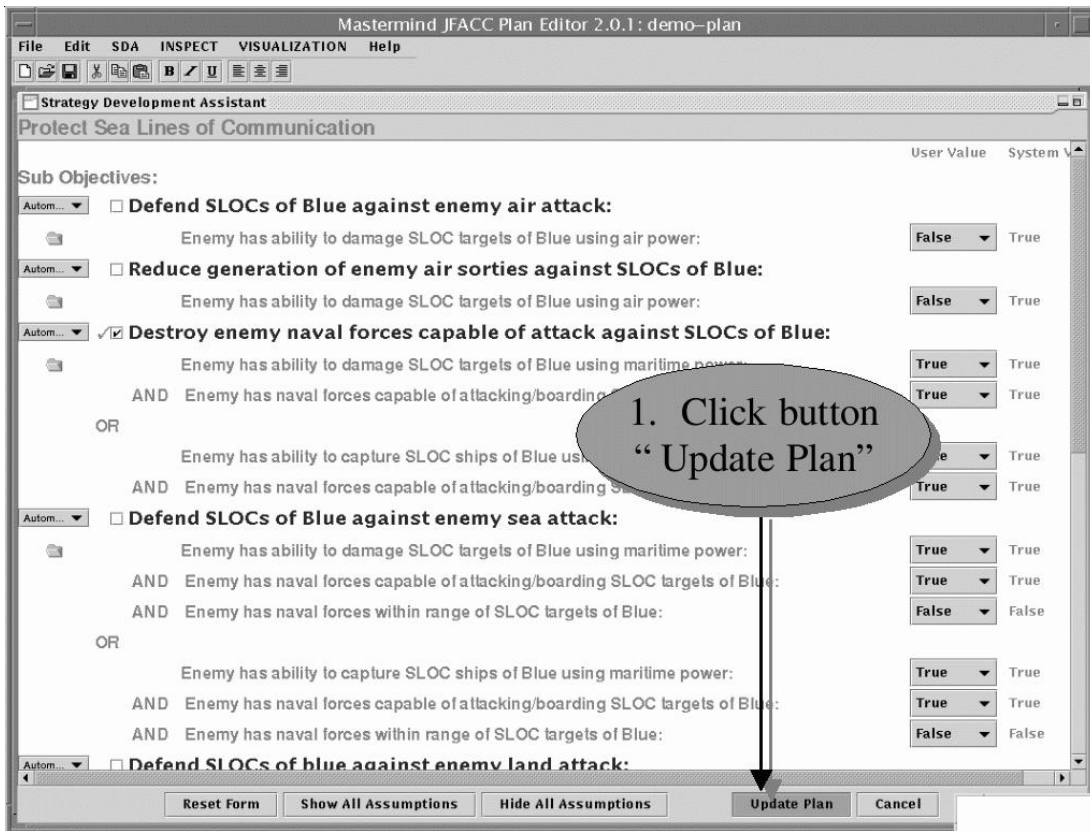 Mastermind JFACC Plan Editor 2.0.1: demo-plan
File Edit SDA INSPECT VISUALIZATION Help
B I U
Strategy Development Assistant
Protect Sea Lines of Communication
User Value System V
Sub Objectives:
Autom... Defend SLOCs of Blue against enemy air attack:
Enemy has ability to damage SLOC targets of Blue using air power: False True
Autom... Reduce generation of enemy air sorties against SLOCs of Blue:
Enemy has ability to damage SLOC targets of Blue using air power: False True
Autom... Destroy enemy naval forces capable of attack against SLOCs of Blue:
Enemy has ability to damage SLOC targets of Blue using maritime power: True True
AND Enemy has naval forces capable of attacking/boarding True True
OR
Enemy has ability to capture SLOC ships of Blue True
AND Enemy has naval forces capable of attacking/boarding True True
1. Click button
“Update Plan”
Autom... Defend SLOCs of Blue against enemy sea attack:
Enemy has ability to damage SLOC targets of Blue using maritime power: True True
AND Enemy has naval forces capable of attacking/boarding SLOC targets of Blue: True True
AND Enemy has naval forces within range of SLOC targets of Blue: False False
OR
Enemy has ability to capture SLOC ships of Blue using maritime power: True True
AND Enemy has naval forces capable of attacking/boarding SLOC targets of Blue: True True
AND Enemy has naval forces within range of SLOC targets of Blue: False False
Autom... Defend SLOCs of blue against enemy land attack:
Reset Form Show All Assumptions Hide All Assumptions Update Plan Cancel